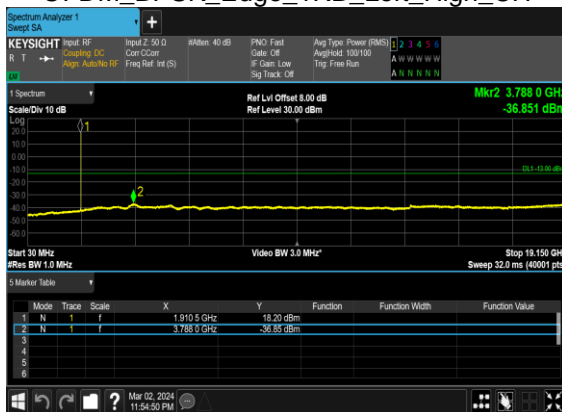 Spectrum Analyzer 1
Swept SA
+
KEYSIGHT Input: RF Input Z: 50 Ω #Atten: 40 dB PNO: Fast Avg Type: Power (RMS) 1 2 3 4 5 6
R T Coupling: DC Corr CCorr Gate: Off Avg|Hold: 100/100 A W W W W W
Align: Auto/No RF Freq Ref: Int (S) IF Gain: Low Trig: Free Run
Sig Track: Off A N N N N N
LU
1 Spectrum Ref Lvl Offset 8.00 dB Mkr2 3.788 0 GHz
Scale/Div 10 dB Ref Level 30.00 dBm -36.851 dBm
Log
20.0 1
10.0
0.00
-10.0 DL1 -13.00 dB
-20.0
-30.0 2
-40.0
-50.0
-60.0
Start 30 MHz Video BW 3.0 MHz* Stop 19.150 GH
#Res BW 1.0 MHz Sweep 32.0 ms (40001 pts
5 Marker Table
Mode Trace Scale X Y Function Function Width Function Value
1 N 1 f 1.910 5 GHz 18.20 dBm
2 N 1 f 3.788 0 GHz -36.85 dBm
3
4
5
6
? Mar 02, 2024
11:54:50 PM